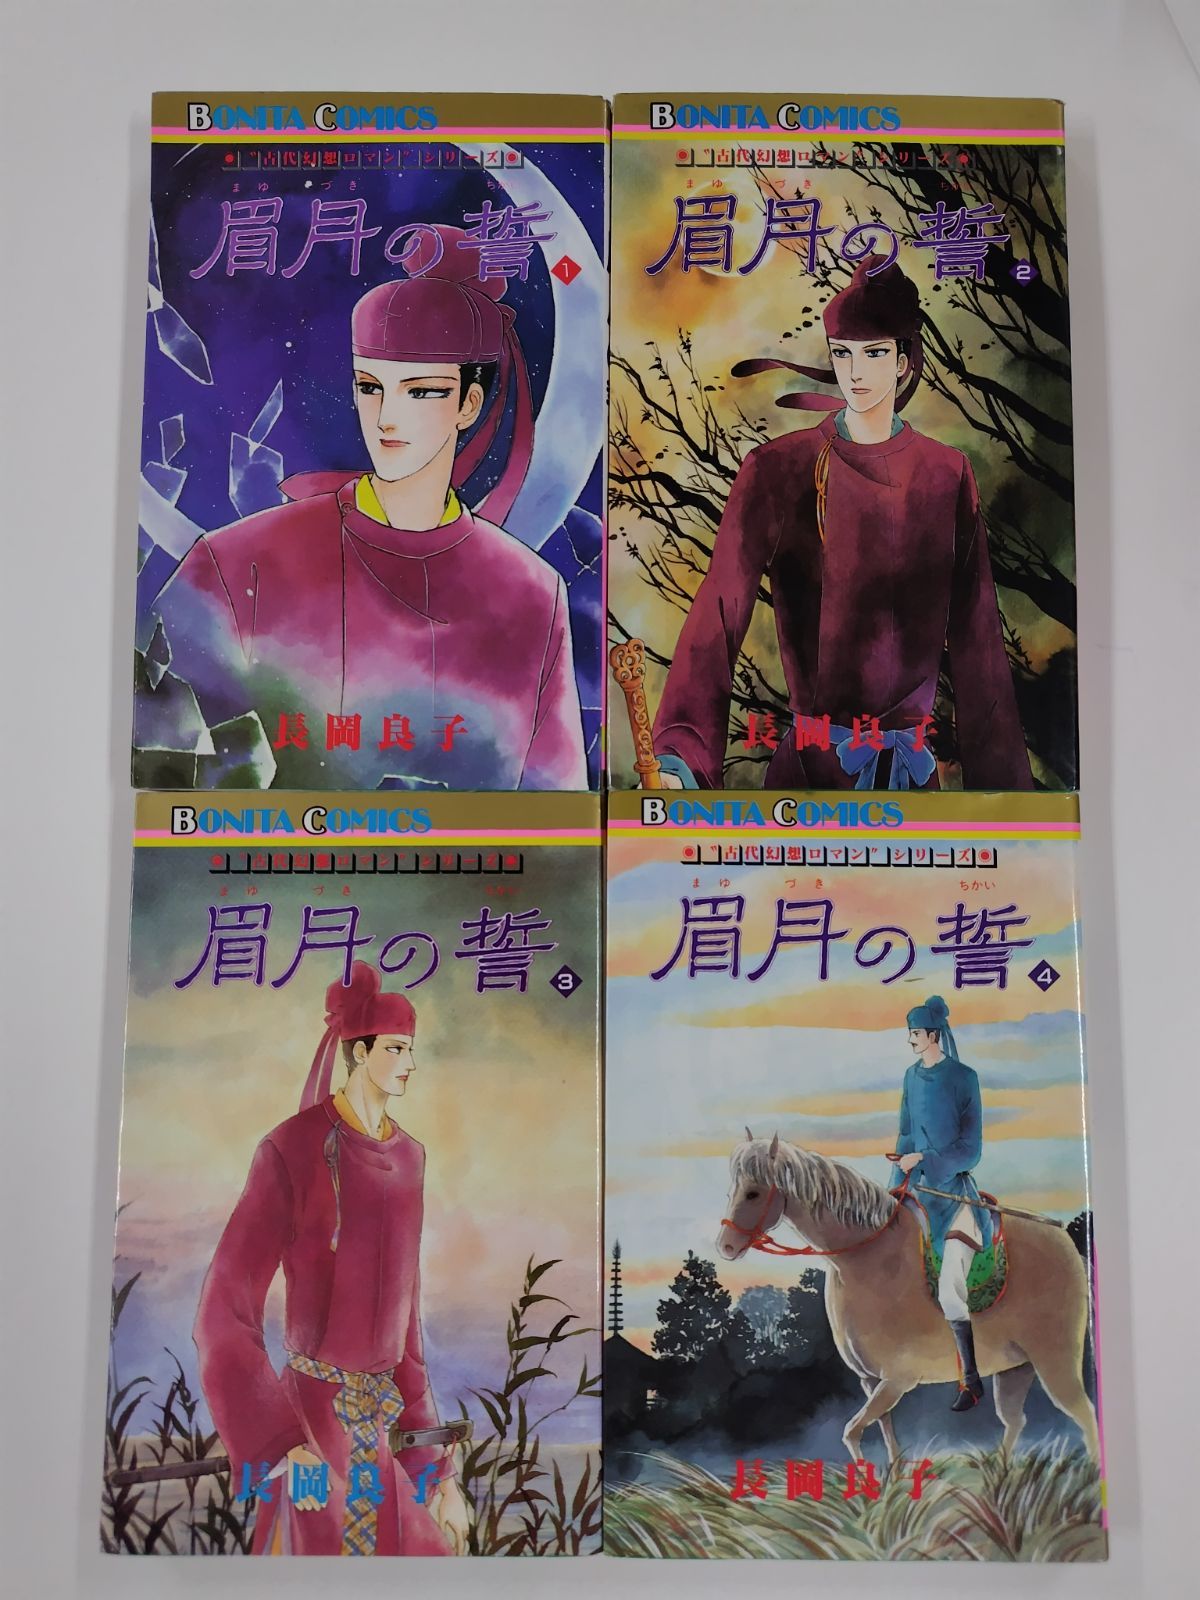 BONITA COMICS
◉“古代幻想ロマン”シリーズ◉
まゆ づき ちかい
眉月の誓
1
長岡良子
BONITA COMICS
◉“古代幻想ロマン”シリーズ◉
まゆ づき ちかい
眉月の誓
2
長岡良子
BONITA COMICS
◉“古代幻想ロマン”シリーズ◉
まゆ づき ちかい
眉月の誓
3
長岡良子
BONITA COMICS
◉“古代幻想ロマン”シリーズ◉
まゆ づき ちかい
眉月の誓
4
長岡良子